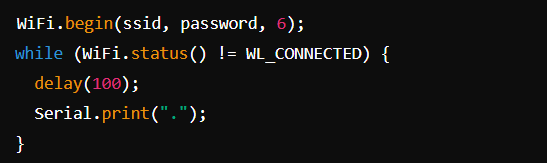 WiFi.begin(ssid, password, 6);
while (WiFi.status() != WL_CONNECTED) {
  delay(100);
  Serial.print(".");
}